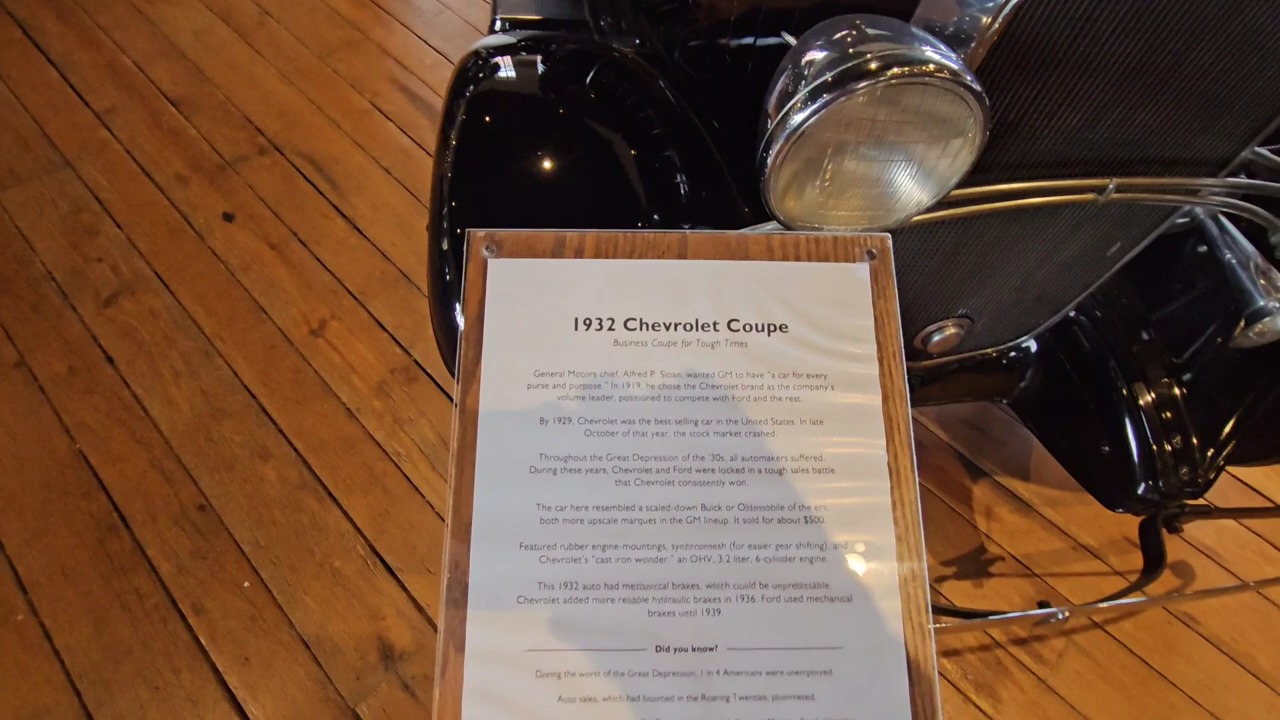 1932 Chevrolet Coupe
Business Coupe for Tough Times
General Motors chief, Alfred P. Sloan, wanted GM to have "a car for every
purse and purpose." In 1919, he chose the Chevrolet brand as the company's
volume leader, positioned to compete with Ford and the rest.
By 1929, Chevrolet was the best-selling car in the United States. In late
October of that year, the stock market crashed.
Throughout the Great Depression of the '30s, all automakers suffered.
During these years, Chevrolet and Ford were locked in a tough sales battle
that Chevrolet consistently won.
The car here resembled a scaled-down Buick or Oldsmobile of the era,
both more upscale marques in the GM lineup. It sold for about $500.
Featured rubber engine-mountings, synchromesh (for easier gear shifting), and
Chevrolet's "cast iron wonder:" an OHV, 3.2 liter, 6-cylinder engine.
This 1932 auto had mechanical brakes, which could be unpredictable.
Chevrolet added more reliable hydraulic brakes in 1936. Ford used mechanical
brakes until 1939.
Did you know?
During the worst of the Great Depression, 1 in 4 Americans were unemployed.
Auto sales, which had boomed in the Roaring Twenties, plummeted.